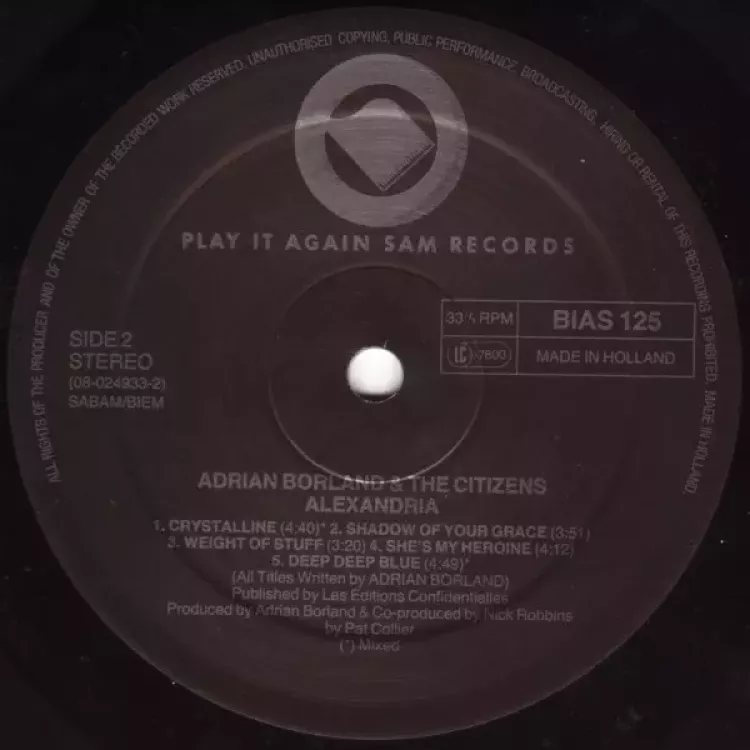 ALL RIGHTS OF THE PRODUCER AND OF THE OWNER OF THE RECORDED WORK RESERVED. UNAUTHORISED COPYING, PUBLIC PERFORMANCE, BROADCASTING, HIRING OR RENTAL OF THIS RECORDING PROHIBITED. MADE IN HOLLAND.
PLAY IT AGAIN SAM RECORDS
SIDE 2
STEREO
(08-024933-2)
SABAM/BIEM
33⅓ RPM
BIAS 125
LC 7800
MADE IN HOLLAND
ADRIAN BORLAND & THE CITIZENS
ALEXANDRIA
1. CRYSTALLINE (4:40)* 2. SHADOW OF YOUR GRACE (3:51)
3. WEIGHT OF STUFF (3:20) 4. SHE'S MY HEROINE (4:12)
5. DEEP DEEP BLUE (4:49)*
(All Titles Written by ADRIAN BORLAND)
Published by Les Editions Confidentielles
Produced by Adrian Borland & Co-produced by Nick Robbins
by Pat Collier
(*) Mixed